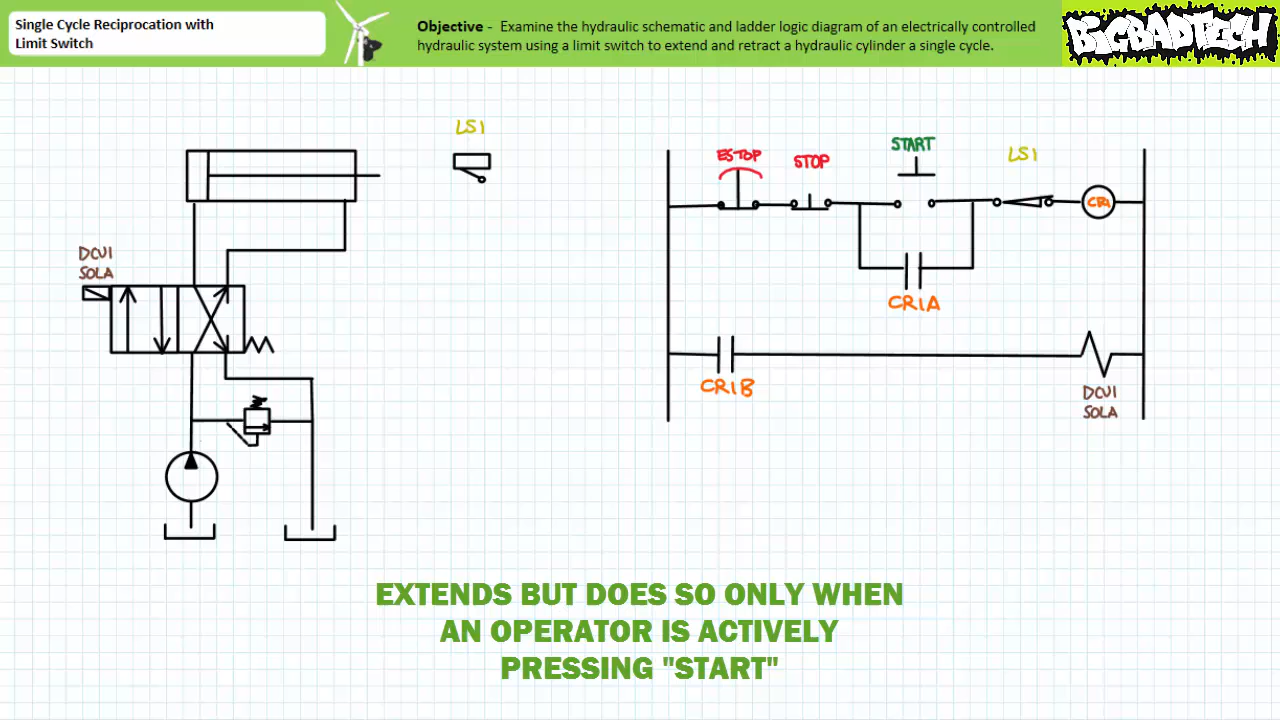 Single Cycle Reciprocation with
Limit Switch
Objective - Examine the hydraulic schematic and ladder logic diagram of an electrically controlled
hydraulic system using a limit switch to extend and retract a hydraulic cylinder a single cycle.
BIGBADTECH
LS1
DCV1
SOLA
ESTOP
STOP
START
LS1
CR1
CR1A
CR1B
DCV1
SOLA
EXTENDS BUT DOES SO ONLY WHEN
AN OPERATOR IS ACTIVELY
PRESSING "START"